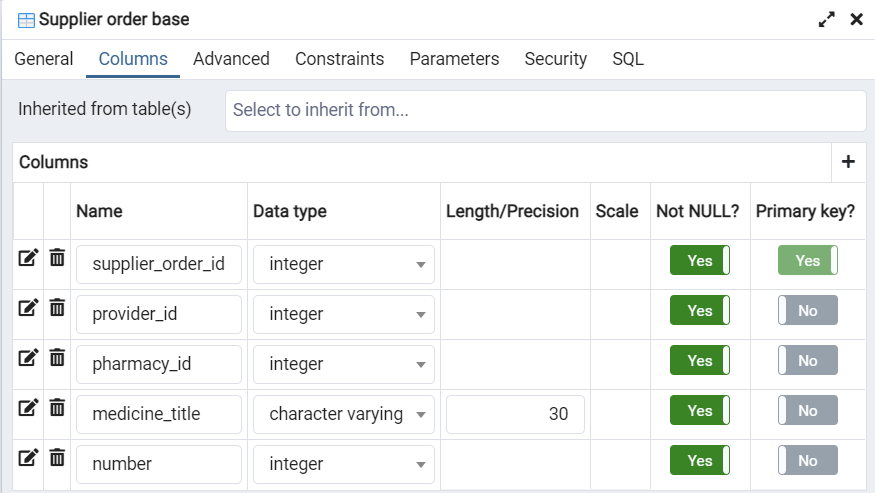 Supplier order base
General Columns Advanced Constraints Parameters Security SQL
Inherited from table(s) Select to inherit from...
Columns
Name Data type Length/Precision Scale Not NULL? Primary key?
supplier_order_id integer Yes Yes
provider_id integer Yes No
pharmacy_id integer Yes No
medicine_title character varying 30 Yes No
number integer Yes No